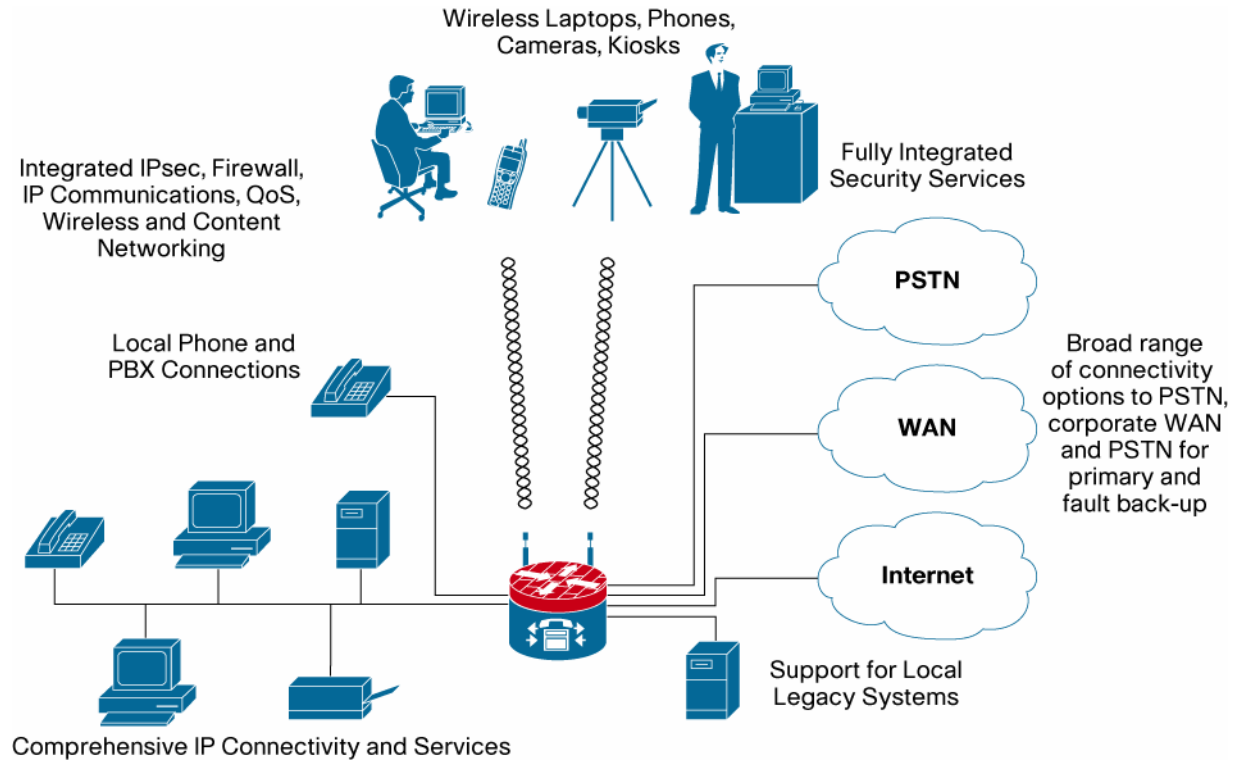 Wireless Laptops, Phones,
Cameras, Kiosks
Integrated IPsec, Firewall,
IP Communications, QoS,
Wireless and Content
Networking
Fully Integrated
Security Services
PSTN
Local Phone and
PBX Connections
Broad range
of connectivity
options to PSTN,
corporate WAN
and PSTN for
primary and
fault back-up
WAN
Internet
Support for Local
Legacy Systems
Comprehensive IP Connectivity and Services